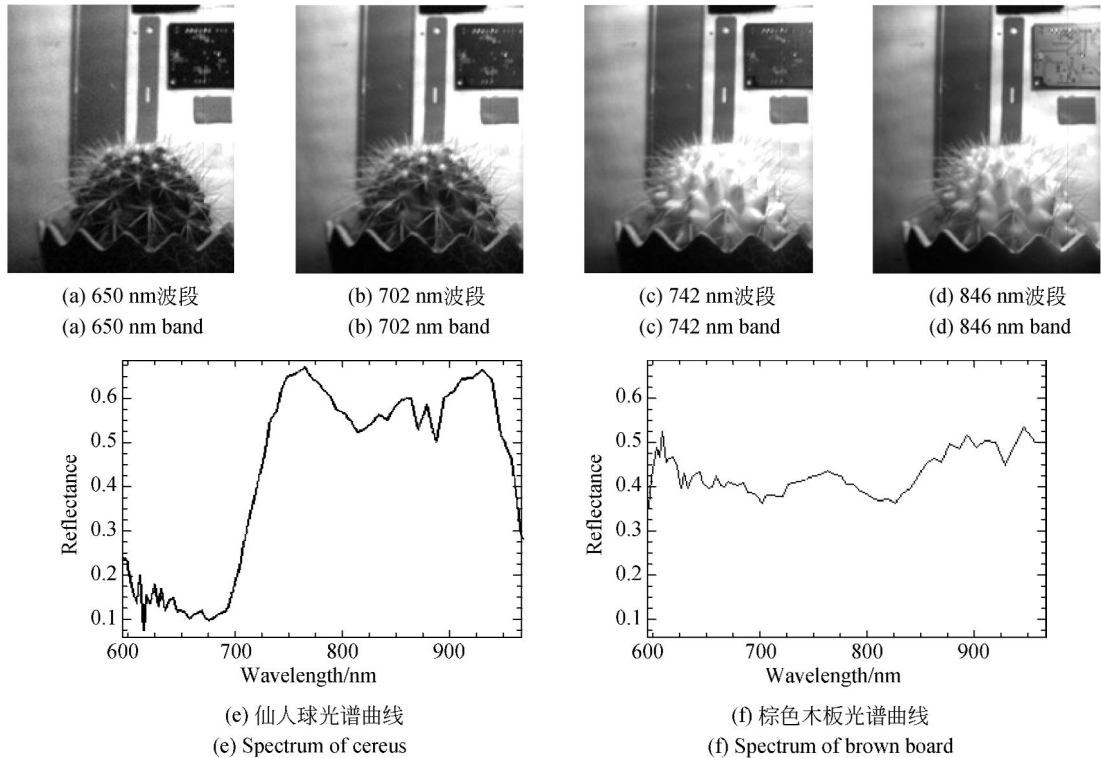 (a) 650 nm波段
(a) 650 nm band
(b) 702 nm波段
(b) 702 nm band
(c) 742 nm波段
(c) 742 nm band
(d) 846 nm波段
(d) 846 nm band
Reflectance
0.6
0.5
0.4
0.3
0.2
0.1
600 700 800 900
Wavelength/nm
(e) 仙人球光谱曲线
(e) Spectrum of cereus
Reflectance
0.6
0.5
0.4
0.3
0.2
0.1
600 700 800 900
Wavelength/nm
(f) 棕色木板光谱曲线
(f) Spectrum of brown board